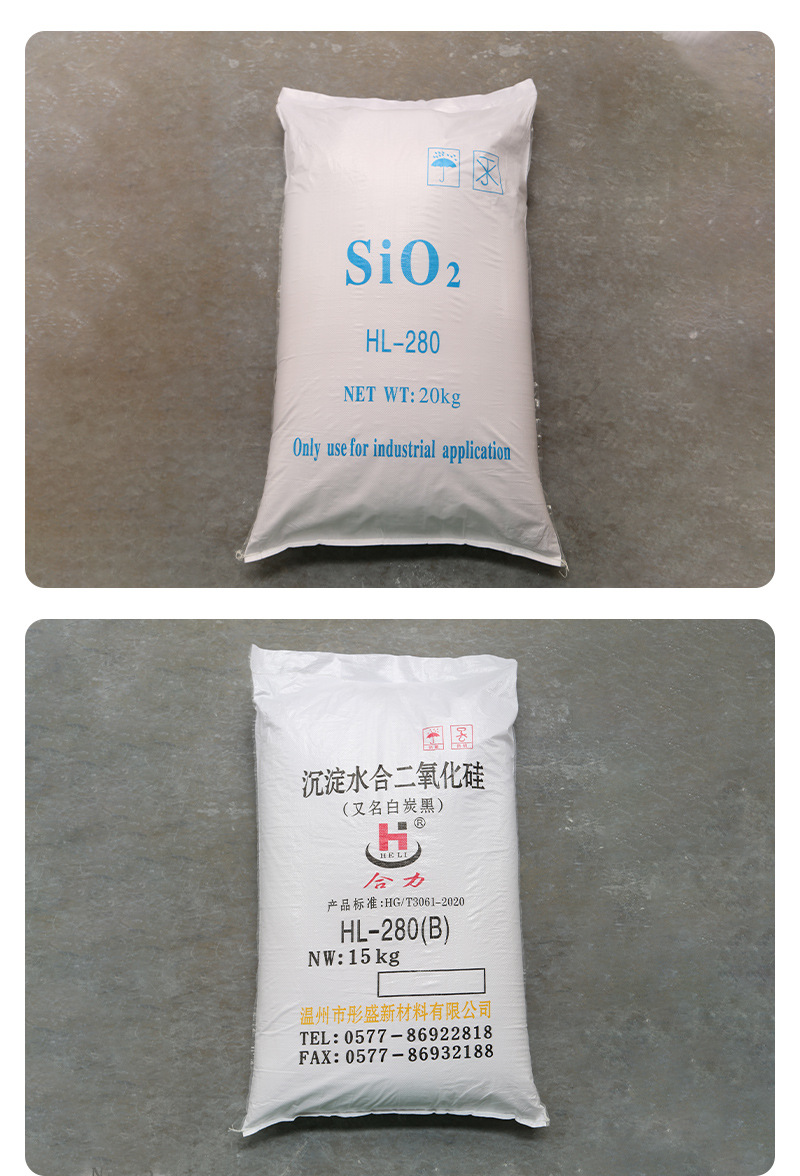 SiO₂
HL-280
NET WT: 20kg
Only use for industrial application
沉淀水合二氧化硅
(又名白炭黑)
HELI
®
合力
产品标准:HG/T3061-2020
HL-280(B)
NW: 15kg
温州市彤盛新材料有限公司
TEL: 0577-86922818
FAX: 0577-86932188